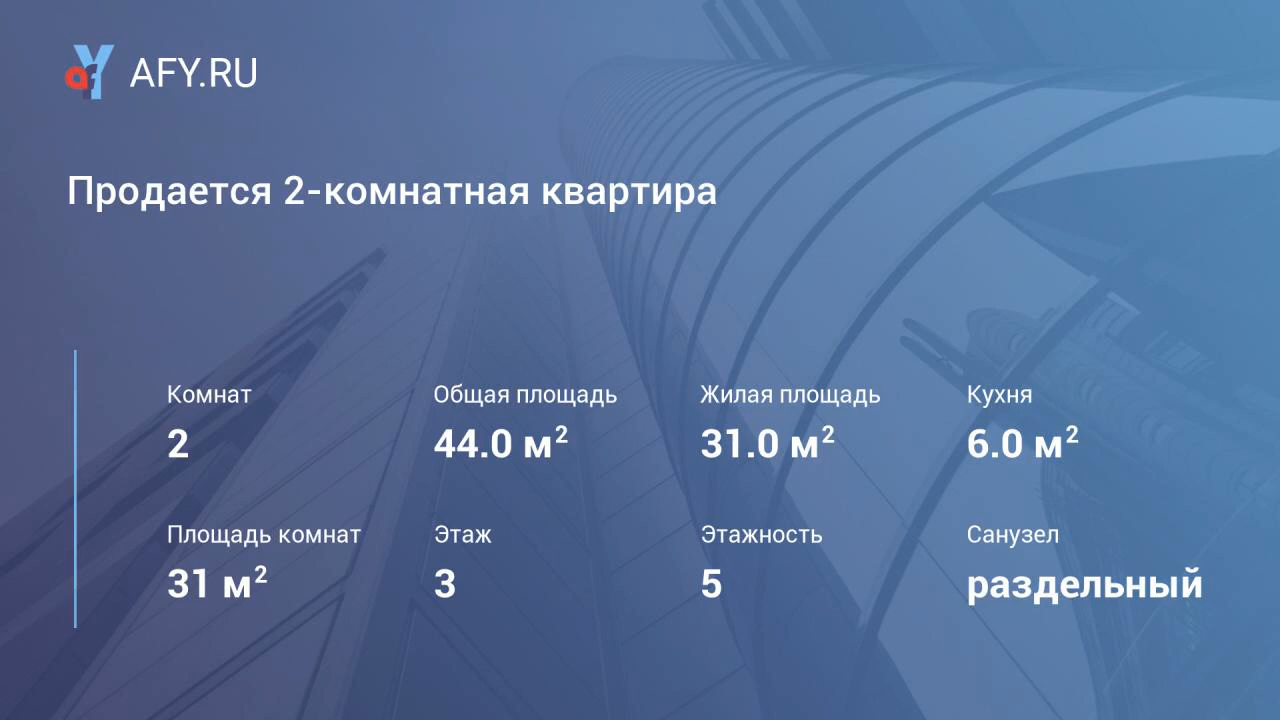 afy AFY.RU
Продается 2-комнатная квартира
Комнат Общая площадь Жилая площадь Кухня
2 44.0 м² 31.0 м² 6.0 м²
Площадь комнат Этаж Этажность Санузел
31 м² 3 5 раздельный